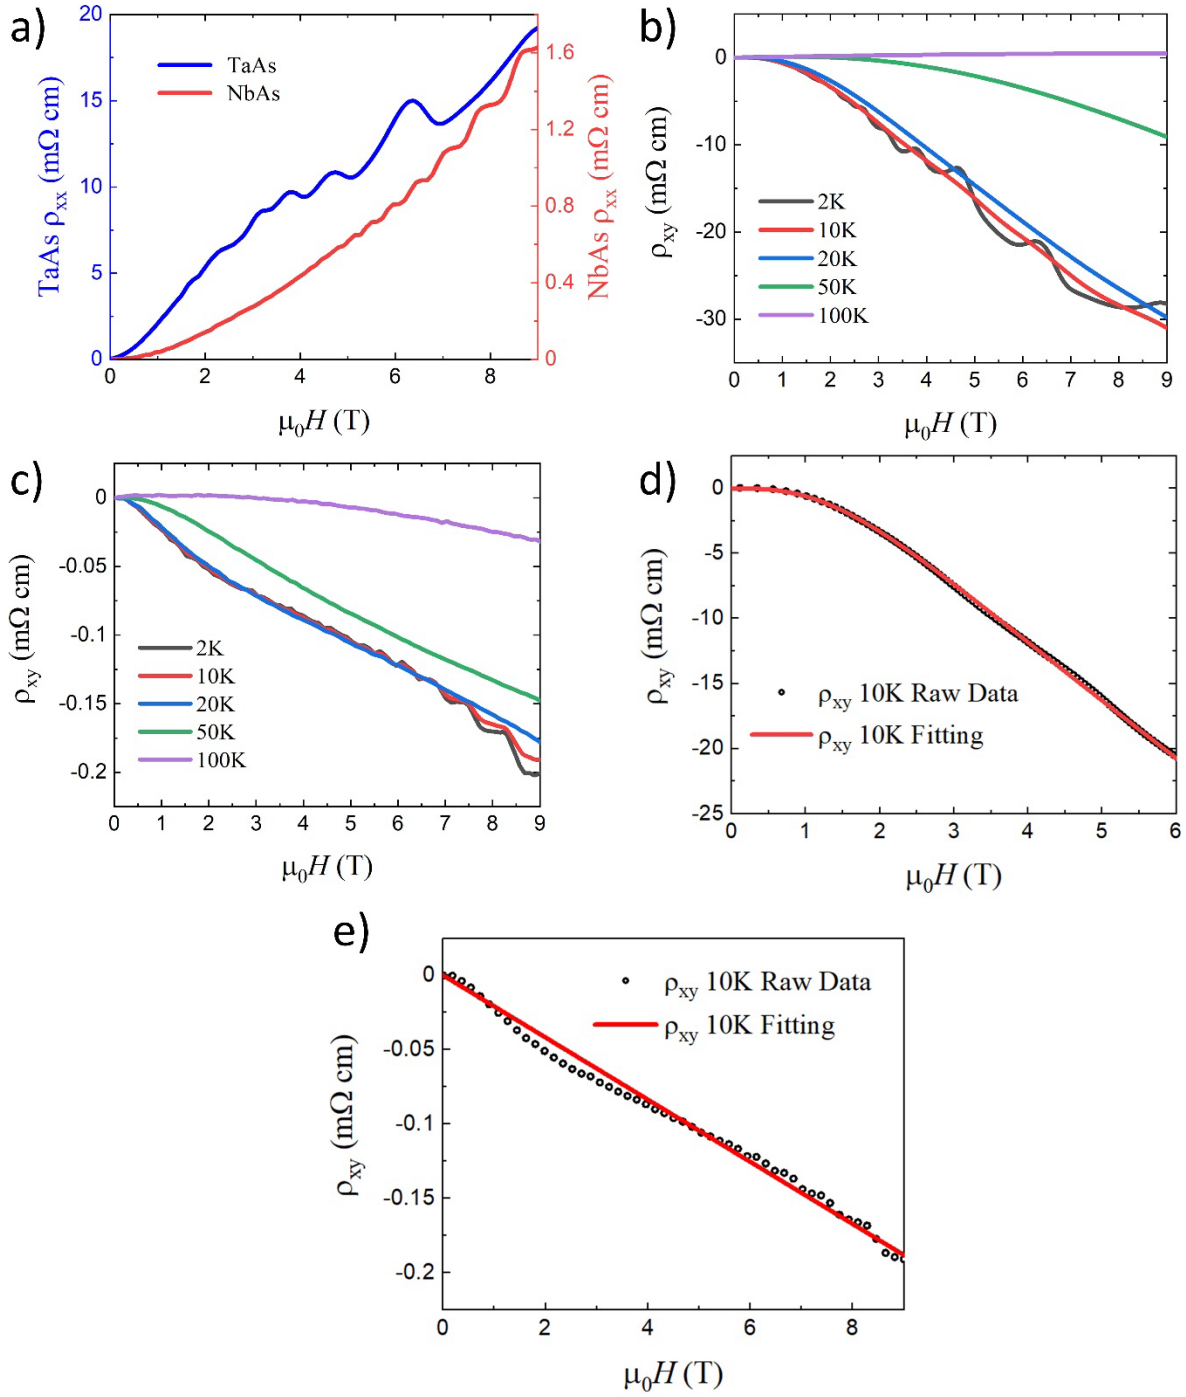 a)
TaAs ρxx (mΩ cm)
20
15
10
5
0
TaAs
NbAs
1.6
1.2
0.8
0.4
0
NbAs ρxx (mΩ cm)
0 2 4 6 8
μ0H (T)
b)
ρxy (mΩ cm)
0
-10
-20
-30
2K
10K
20K
50K
100K
0 1 2 3 4 5 6 7 8 9
μ0H (T)
c)
ρxy (mΩ cm)
0
-0.05
-0.1
-0.15
-0.2
2K
10K
20K
50K
100K
0 1 2 3 4 5 6 7 8 9
μ0H (T)
d)
ρxy (mΩ cm)
0
-5
-10
-15
-20
-25
ρxy 10K Raw Data
ρxy 10K Fitting
0 1 2 3 4 5 6
μ0H (T)
e)
ρxy (mΩ cm)
0
-0.05
-0.1
-0.15
-0.2
ρxy 10K Raw Data
ρxy 10K Fitting
0 2 4 6 8
μ0H (T)